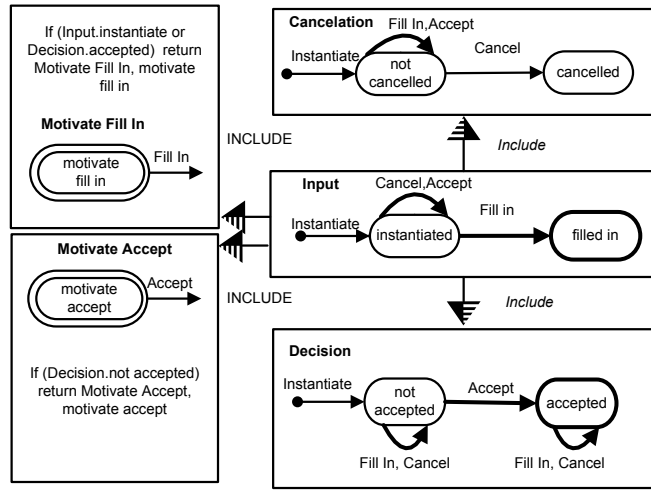 If (Input.instantiate or
Decision.accepted)  return
Motivate Fill In, motivate
fill in
Motivate Fill In
motivate
fill in
Fill In
INCLUDE
Motivate Accept
motivate
accept
Accept
INCLUDE
If (Decision.not accepted)
return Motivate Accept,
motivate accept
Cancelation
Fill In,Accept
Instantiate
not
cancelled
Cancel
cancelled
Include
Input
Cancel,Accept
Instantiate
instantiated
Fill in
filled in
Include
Decision
Instantiate
not
accepted
Accept
accepted
Fill In, Cancel
Fill In, Cancel